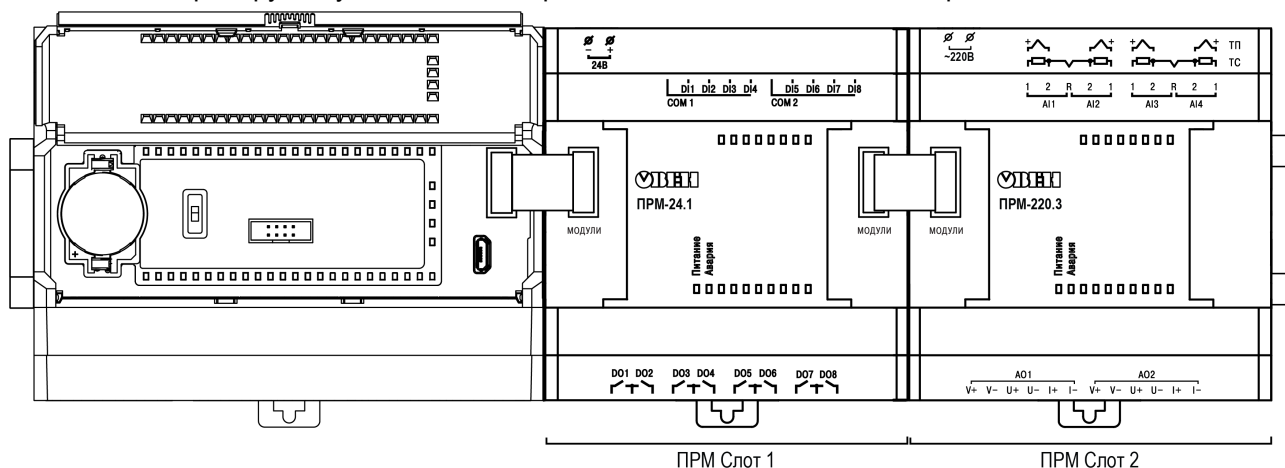 – +
24В
DI1 DI2 DI3 DI4
DI5 DI6 DI7 DI8
COM 1
COM 2
~220В
+ + + + ТП
ТС
1 2 R 2 1 1 2 R 2 1
AI1 AI2 AI3 AI4
ОВЕН
ПРМ-24.1
ОВЕН
ПРМ-220.3
МОДУЛИ
МОДУЛИ
МОДУЛИ
Питание
Авария
Питание
Авария
+
DO1 DO2 DO3 DO4 DO5 DO6 DO7 DO8
AO1 AO2
V+ V– U+ U– I+ I– V+ V– U+ U– I+ I–
ПРМ Слот 1
ПРМ Слот 2